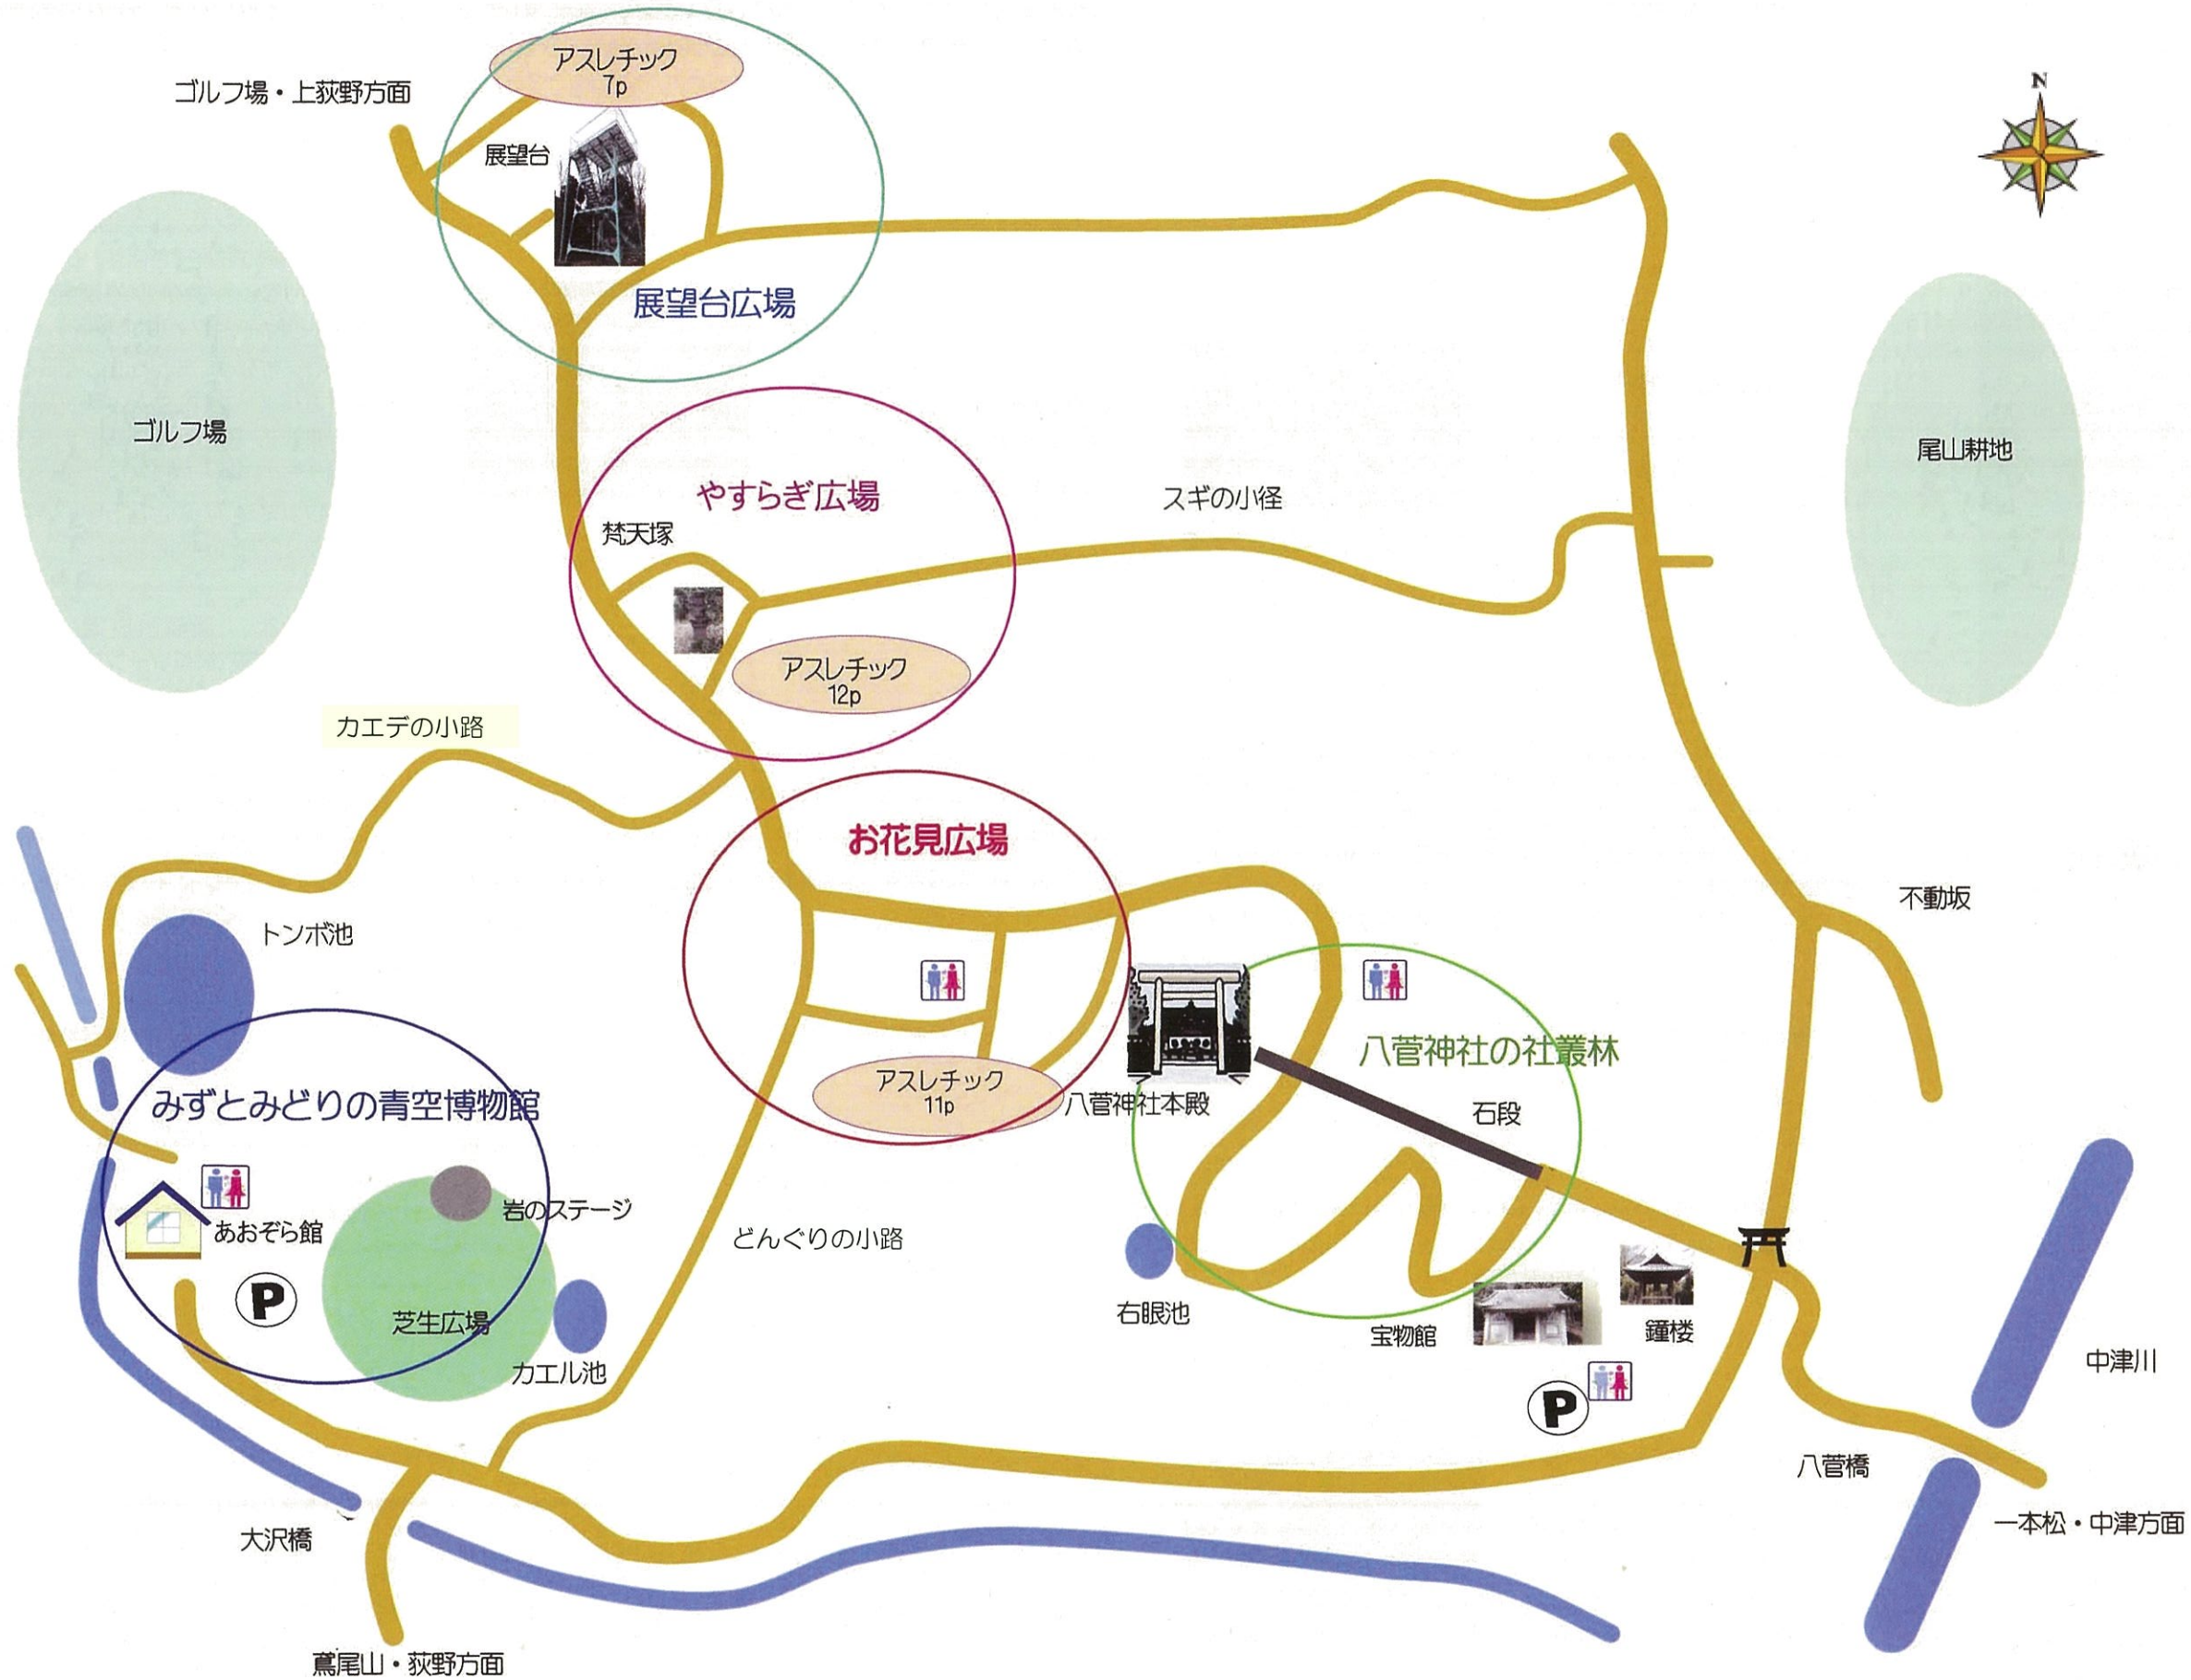 アスレチック
7p
N
ゴルフ場・上荻野方面
展望台
展望台広場
ゴルフ場
尾山耕地
やすらぎ広場
スギの小径
梵天塚
アスレチック
12p
カエデの小路
お花見広場
不動坂
トンボ池
八菅神社の社叢林
みずとみどりの青空博物館
アスレチック
11p
八菅神社本殿
石段
岩のステージ
あおぞら館
どんぐりの小路
P
芝生広場
右眼池
宝物館
鐘楼
カエル池
中津川
P
八菅橋
一本松・中津方面
大沢橋
鳶尾山・荻野方面